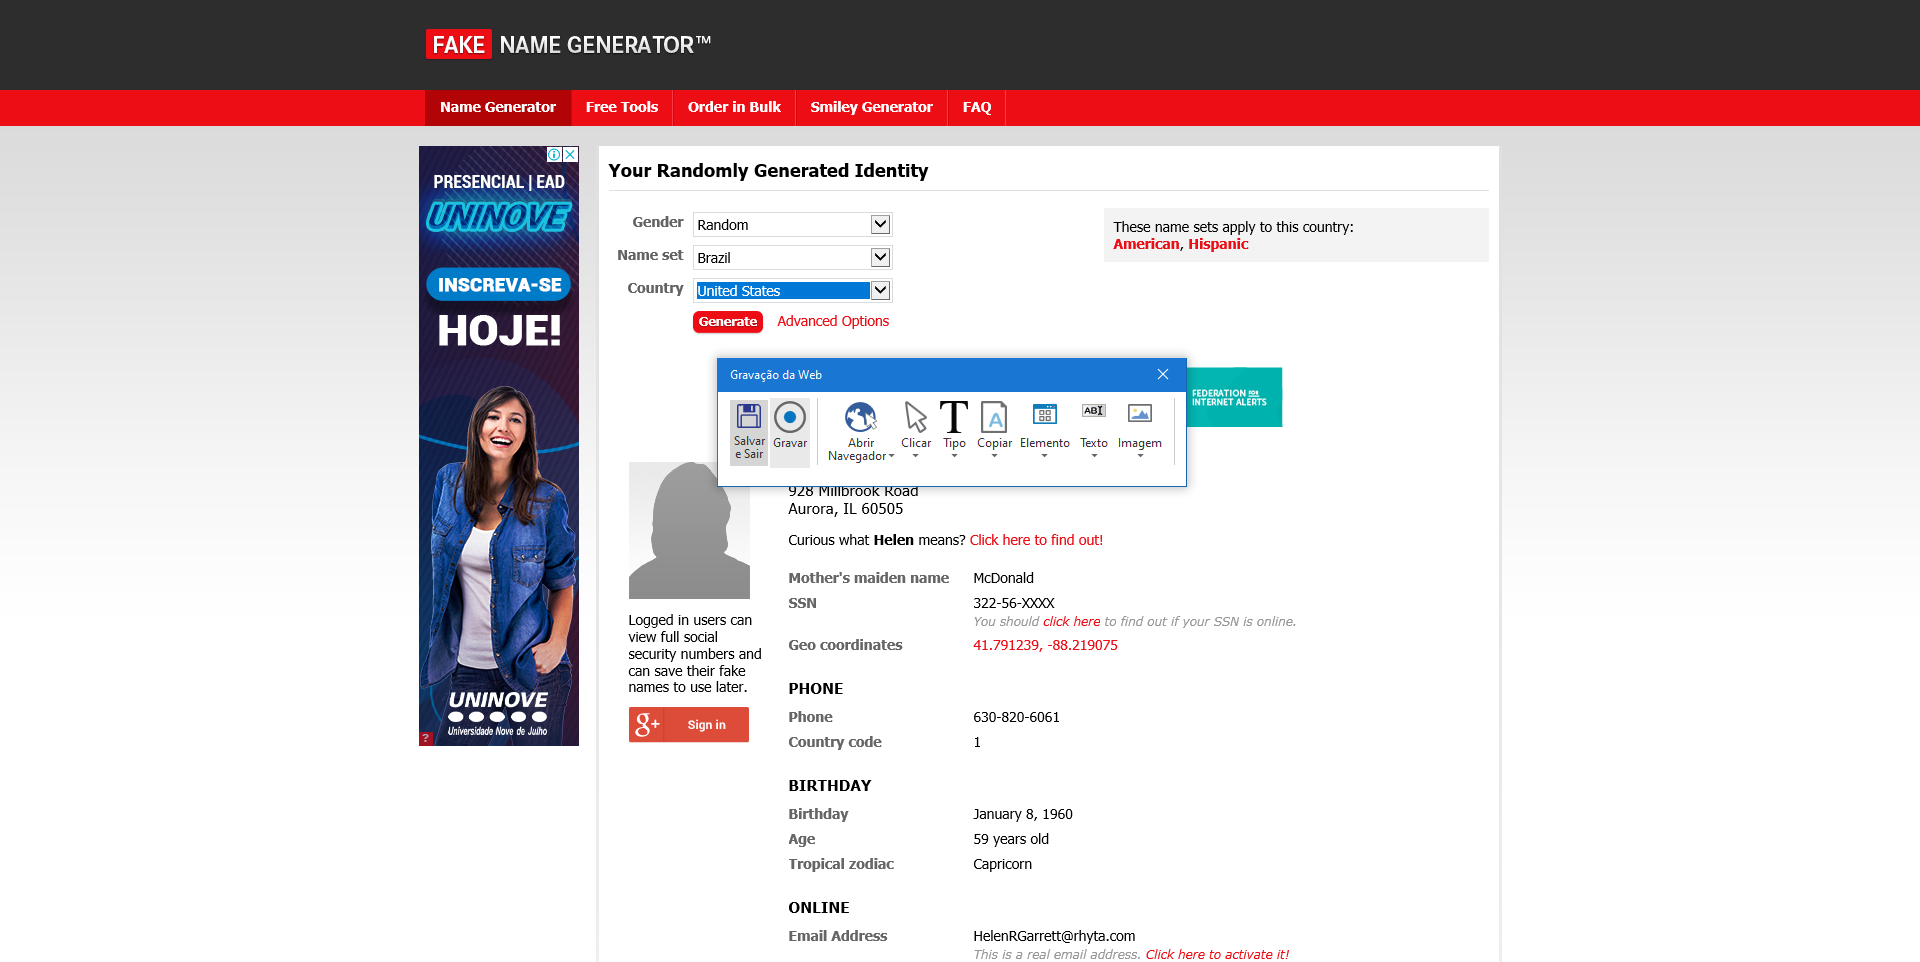 FAKE NAME GENERATOR™
Name Generator
Free Tools
Order in Bulk
Smiley Generator
FAQ
PRESENCIAL | EAD
UNINOVE
INSCREVA-SE
HOJE!
UNINOVE
Universidade Nove de Julho
?
Your Randomly Generated Identity
Gender
Random
Name set
Brazil
Country
United States
Generate
Advanced Options
These name sets apply to this country:
American, Hispanic
Gravação da Web
Salvar
e Sair
Gravar
Abrir
Navegador
Clicar
Tipo
Copiar
Elemento
Texto
Imagem
T
A
ABI
FEDERATION FOR
INTERNET ALERTS
928 Millbrook Road
Aurora, IL 60505
Curious what Helen means? Click here to find out!
Mother's maiden name
McDonald
SSN
322-56-XXXX
You should click here to find out if your SSN is online.
Geo coordinates
41.791239, -88.219075
Logged in users can
view full social
security numbers and
can save their fake
names to use later.
g+ Sign in
PHONE
Phone
630-820-6061
Country code
1
BIRTHDAY
Birthday
January 8, 1960
Age
59 years old
Tropical zodiac
Capricorn
ONLINE
Email Address
HelenRGarrett@rhyta.com
This is a real email address. Click here to activate it!